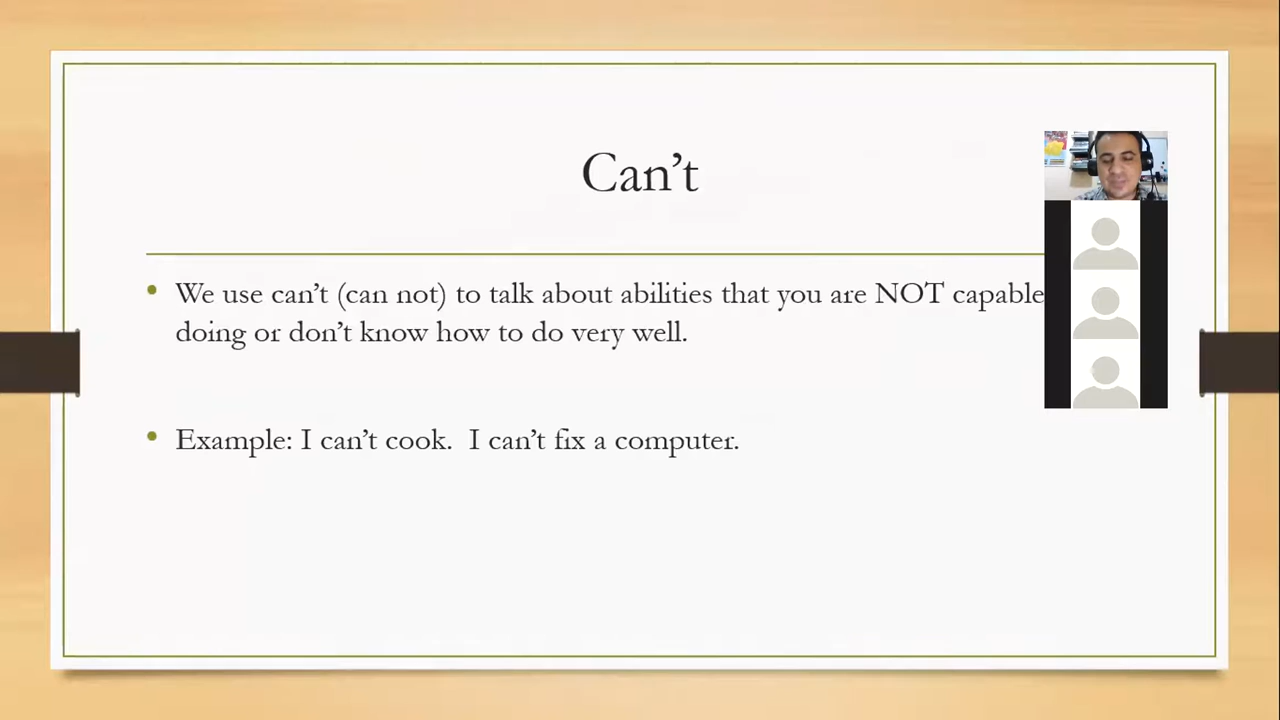 Can’t
We use can’t (can not) to talk about abilities that you are NOT capable
doing or don’t know how to do very well.
Example: I can’t cook.  I can’t fix a computer.